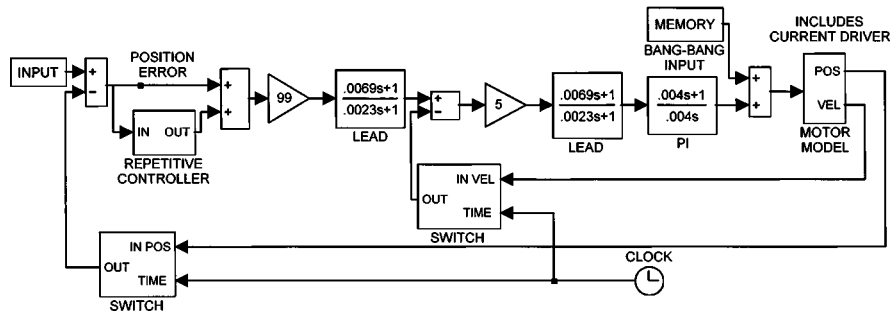 INPUT
+
−
POSITION
ERROR
IN OUT
REPETITIVE
CONTROLLER
+
+
99
.0069s+1
.0023s+1
LEAD
+
−
5
.0069s+1
.0023s+1
LEAD
.004s+1
.004s
PI
MEMORY
BANG-BANG
INPUT
+
+
INCLUDES
CURRENT DRIVER
POS
VEL
MOTOR
MODEL
IN VEL
OUT
TIME
SWITCH
IN POS
OUT
TIME
SWITCH
CLOCK